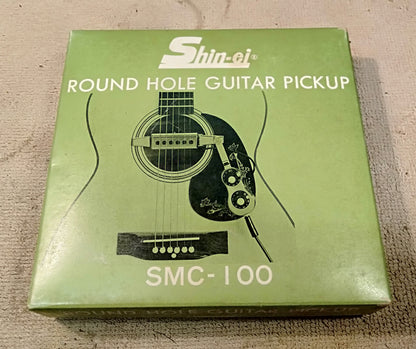 Shin-ei®
ROUND HOLE GUITAR PICKUP
SMC-100
ROUND HOLE GUITAR PICKUP